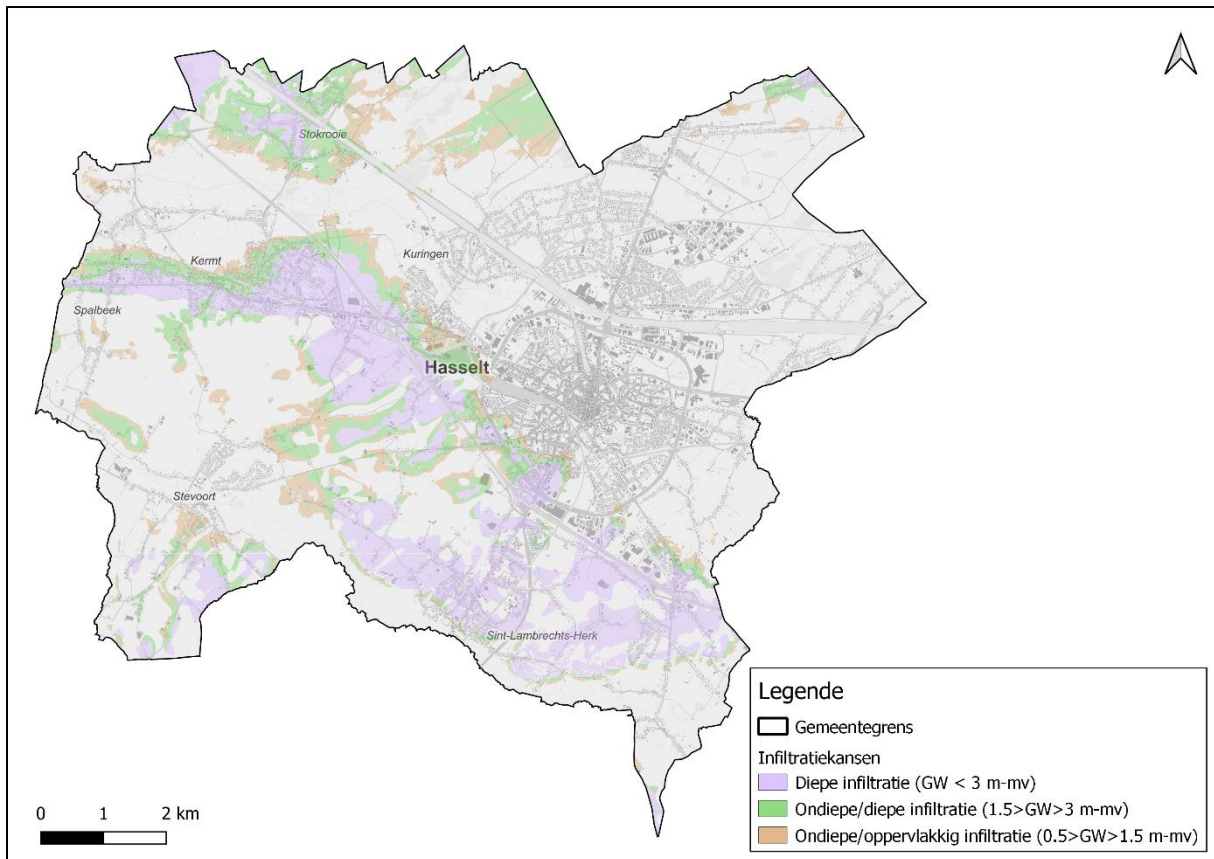 Stokrooie
Kuringen
Kermt
Spalbeek
Hasselt
Stevoort
Sint-Lambrechts-Herk
Legende
Gemeentegrens
Infiltratiekansen
Diepe infiltratie (GW < 3 m-mv)
Ondiepe/diepe infiltratie (1.5>GW>3 m-mv)
Ondiepe/oppervlakkig infiltratie (0.5>GW>1.5 m-mv)
0 1 2 km